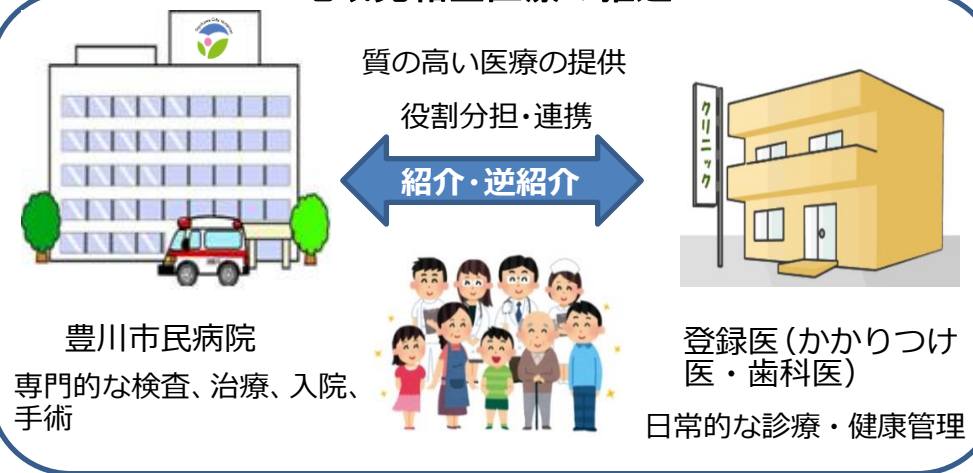 質の高い医療の提供
役割分担・連携
紹介・逆紹介
クリニック
豊川市民病院
専門的な検査、治療、入院、
手術
登録医（かかりつけ
医・歯科医）
日常的な診療・健康管理